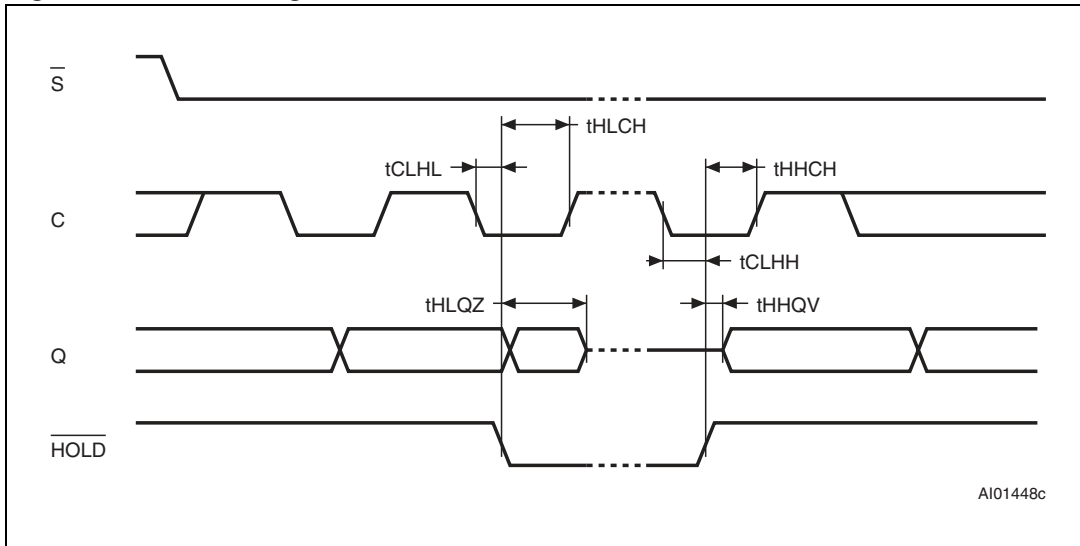 S
tHLCH
tCLHL
tHHCH
C
tCLHH
tHLQZ
tHHQV
Q
HOLD
AI01448c